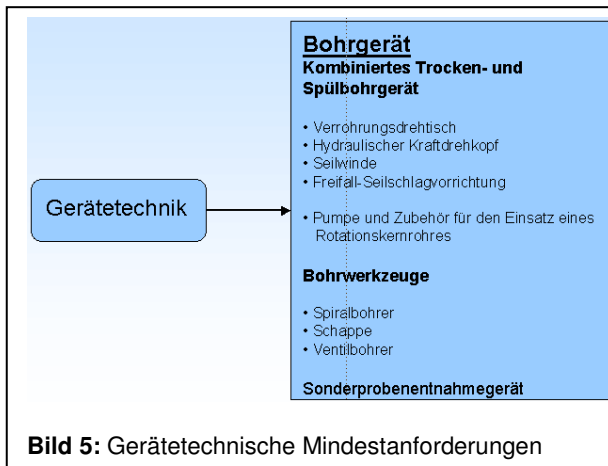 Gerätetechnik
Bohrgerät
Kombiniertes Trocken- und
Spülbohrgerät
• Verrohrungsdrehtisch
• Hydraulischer Kraftdrehkopf
• Seilwinde
• Freifall-Seilschlagvorrichtung
• Pumpe und Zubehör für den Einsatz eines
Rotationskernrohres
Bohrwerkzeuge
• Spiralbohrer
• Schappe
• Ventilbohrer
Sonderprobenentnahmegerät
Bild 5: Gerätetechnische Mindestanforderungen